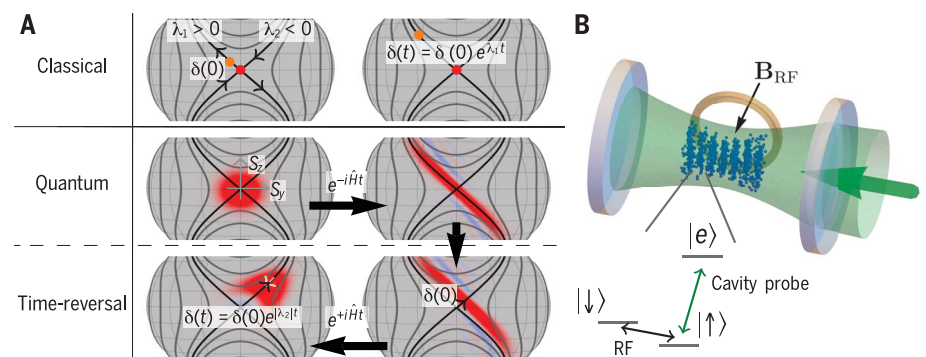 A
B
Classical
λ₁ > 0
λ₂ < 0
δ(0)
δ(t) = δ (0) e^{λ₁t}
B_RF
Quantum
S_z
S_y
e^{-iĤt}
Time-reversal
δ(t) = δ(0)e^{|λ₂|t}
e^{+iĤt}
δ(0)
|e⟩
Cavity probe
|↓⟩
|↑⟩
RF